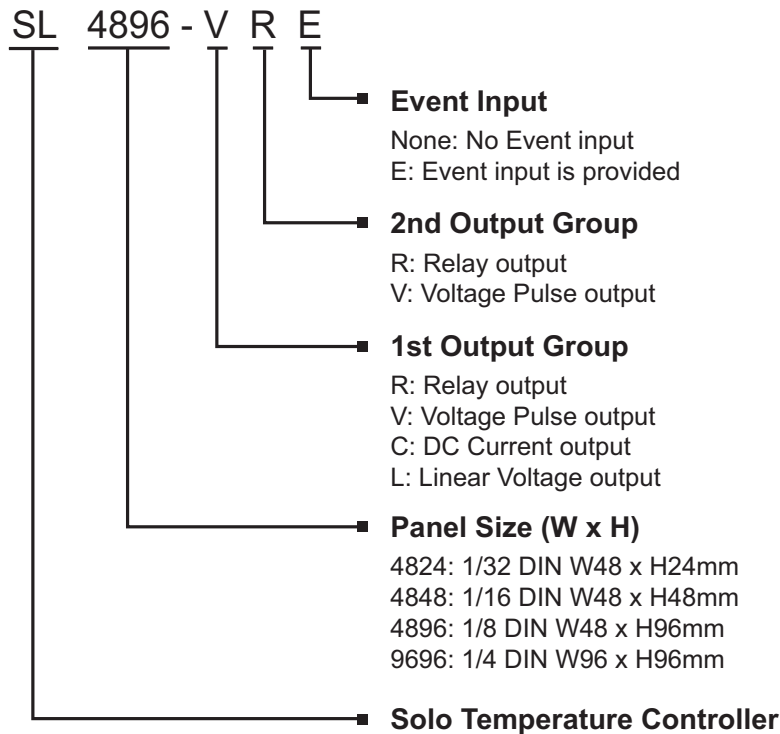 SL 4896 - V R E
Event Input
None: No Event input
E: Event input is provided
2nd Output Group
R: Relay output
V: Voltage Pulse output
1st Output Group
R: Relay output
V: Voltage Pulse output
C: DC Current output
L: Linear Voltage output
Panel Size (W x H)
4824: 1/32 DIN W48 x H24mm
4848: 1/16 DIN W48 x H48mm
4896: 1/8 DIN W48 x H96mm
9696: 1/4 DIN W96 x H96mm
Solo Temperature Controller